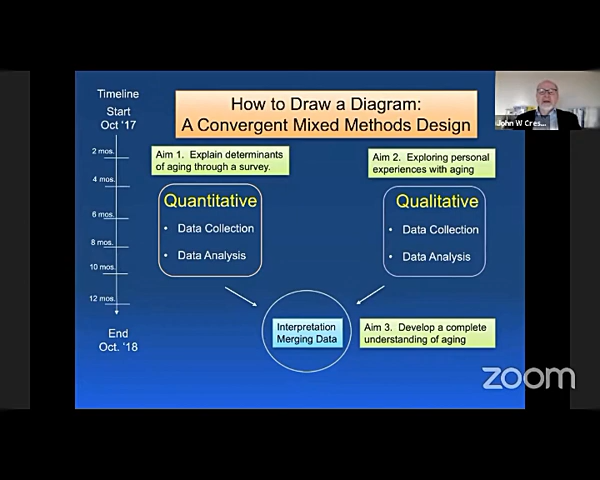 Timeline
Start
Oct '17
2 mos.
4 mos.
6 mos.
8 mos.
10 mos.
12 mos.
End
Oct. '18
How to Draw a Diagram:
A Convergent Mixed Methods Design
Aim 1. Explain determinants
of aging through a survey.
Quantitative
• Data Collection
• Data Analysis
Aim 2. Exploring personal
experiences with aging
Qualitative
• Data Collection
• Data Analysis
Interpretation
Merging Data
Aim 3. Develop a complete
understanding of aging
John W Cres...
zoom